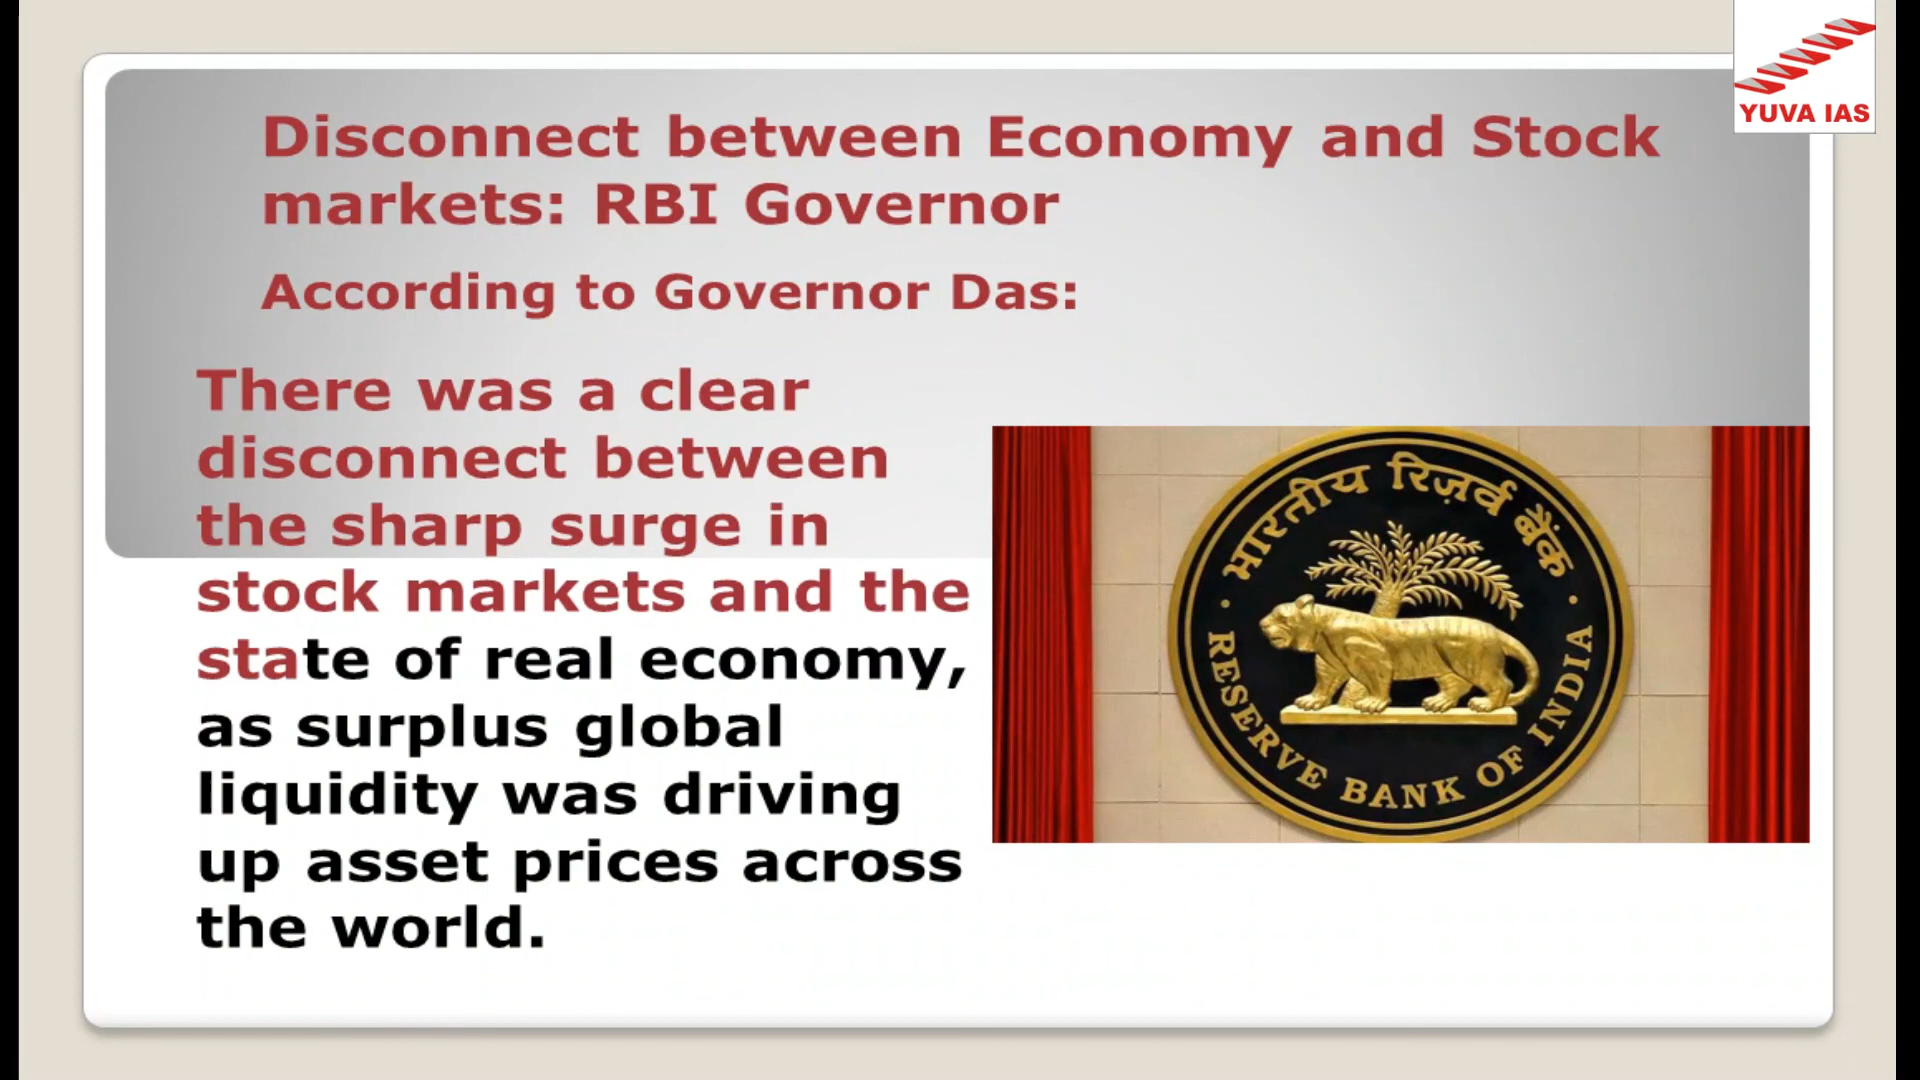 YUVA IAS
Disconnect between Economy and Stock
markets: RBI Governor
According to Governor Das:
There was a clear
disconnect between
the sharp surge in
stock markets and the
state of real economy,
as surplus global
liquidity was driving
up asset prices across
the world.
भारतीय रिज़र्व बैंक
RESERVE BANK OF INDIA